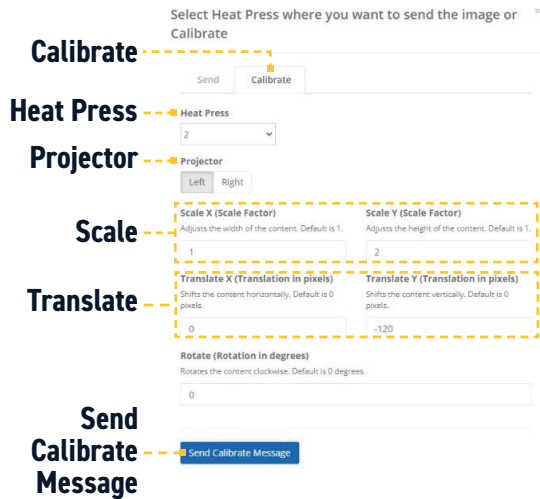 Select Heat Press where you want to send the image or
Calibrate
×
Calibrate
Send Calibrate
Heat Press
Heat Press
2
Projector
Projector
Left Right
Scale
Scale X (Scale Factor) Scale Y (Scale Factor)
Adjusts the width of the content. Default is 1. Adjusts the height of the content. Default is 1.
1 2
Translate
Translate X (Translation in pixels) Translate Y (Translation in pixels)
Shifts the content horizontally. Default is 0 Shifts the content vertically. Default is 0
pixels. pixels.
0 -120
Rotate (Rotation in degrees)
Rotates the content clockwise. Default is 0 degrees.
0
Send
Calibrate
Message
Send Calibrate Message